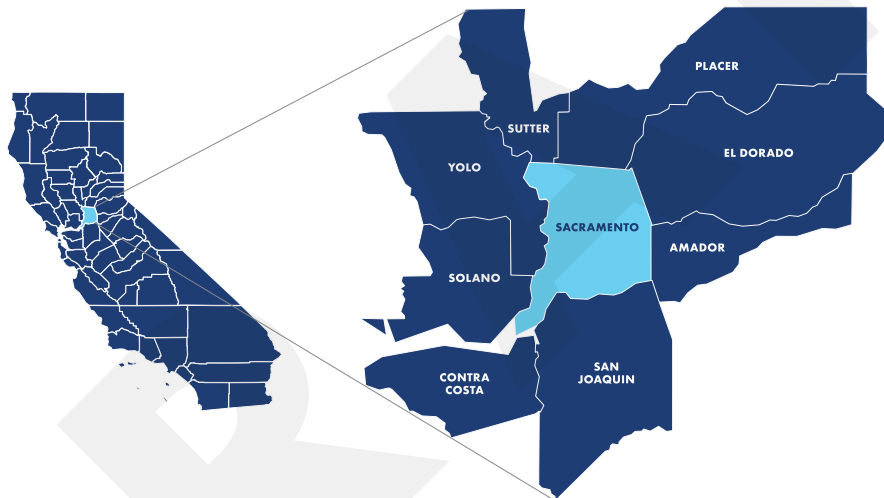 PLACER
SUTTER
EL DORADO
YOLO
SACRAMENTO
AMADOR
SOLANO
SAN
JOAQUIN
CONTRA
COSTA